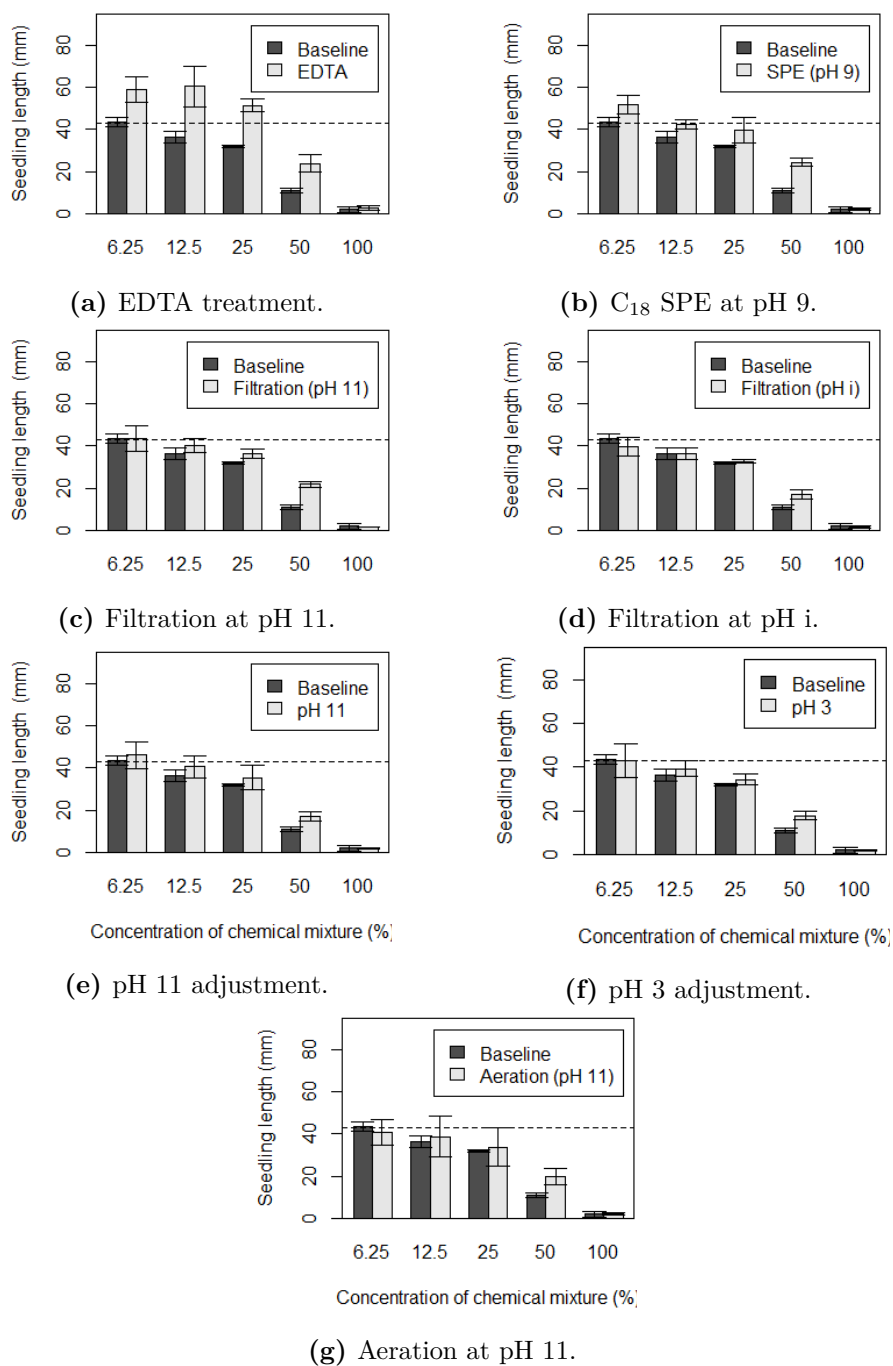 Seedling length (mm)
80
60
40
20
0
Baseline
EDTA
6.25 12.5 25 50 100
(a) EDTA treatment.
Seedling length (mm)
80
60
40
20
0
Baseline
SPE (pH 9)
6.25 12.5 25 50 100
(b) C18 SPE at pH 9.
Seedling length (mm)
80
60
40
20
0
Baseline
Filtration (pH 11)
6.25 12.5 25 50 100
(c) Filtration at pH 11.
Seedling length (mm)
80
60
40
20
0
Baseline
Filtration (pH i)
6.25 12.5 25 50 100
(d) Filtration at pH i.
Seedling length (mm)
80
60
40
20
0
Baseline
pH 11
6.25 12.5 25 50 100
Concentration of chemical mixture (%)
(e) pH 11 adjustment.
Seedling length (mm)
80
60
40
20
0
Baseline
pH 3
6.25 12.5 25 50 100
Concentration of chemical mixture (%)
(f) pH 3 adjustment.
Seedling length (mm)
80
60
40
20
0
Baseline
Aeration (pH 11)
6.25 12.5 25 50 100
Concentration of chemical mixture (%)
(g) Aeration at pH 11.